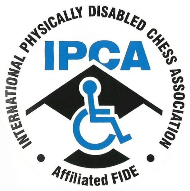 INTERNATIONAL PHYSICALLY DISABLED CHESS ASSOCIATION
IPCA
Affiliated FIDE